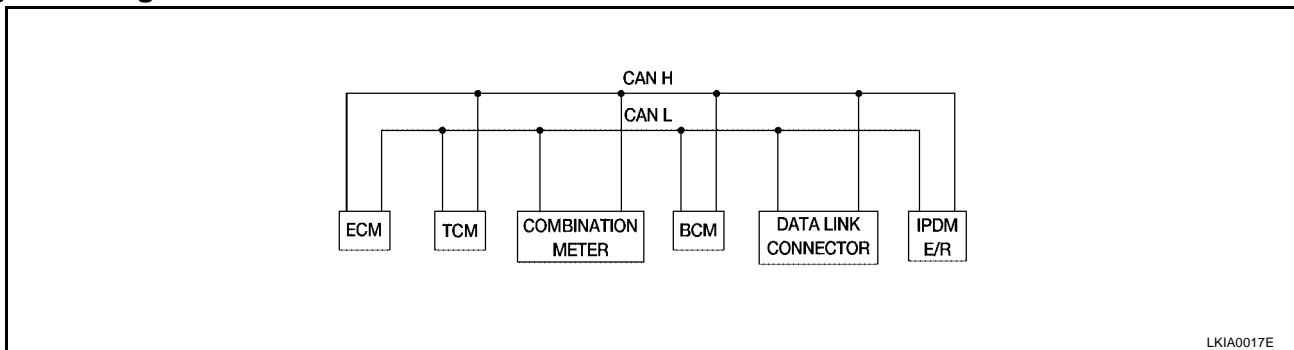 CAN H
CAN L
ECM
TCM
COMBINATION
METER
BCM
DATA LINK
CONNECTOR
IPDM
E/R
LKIA0017E